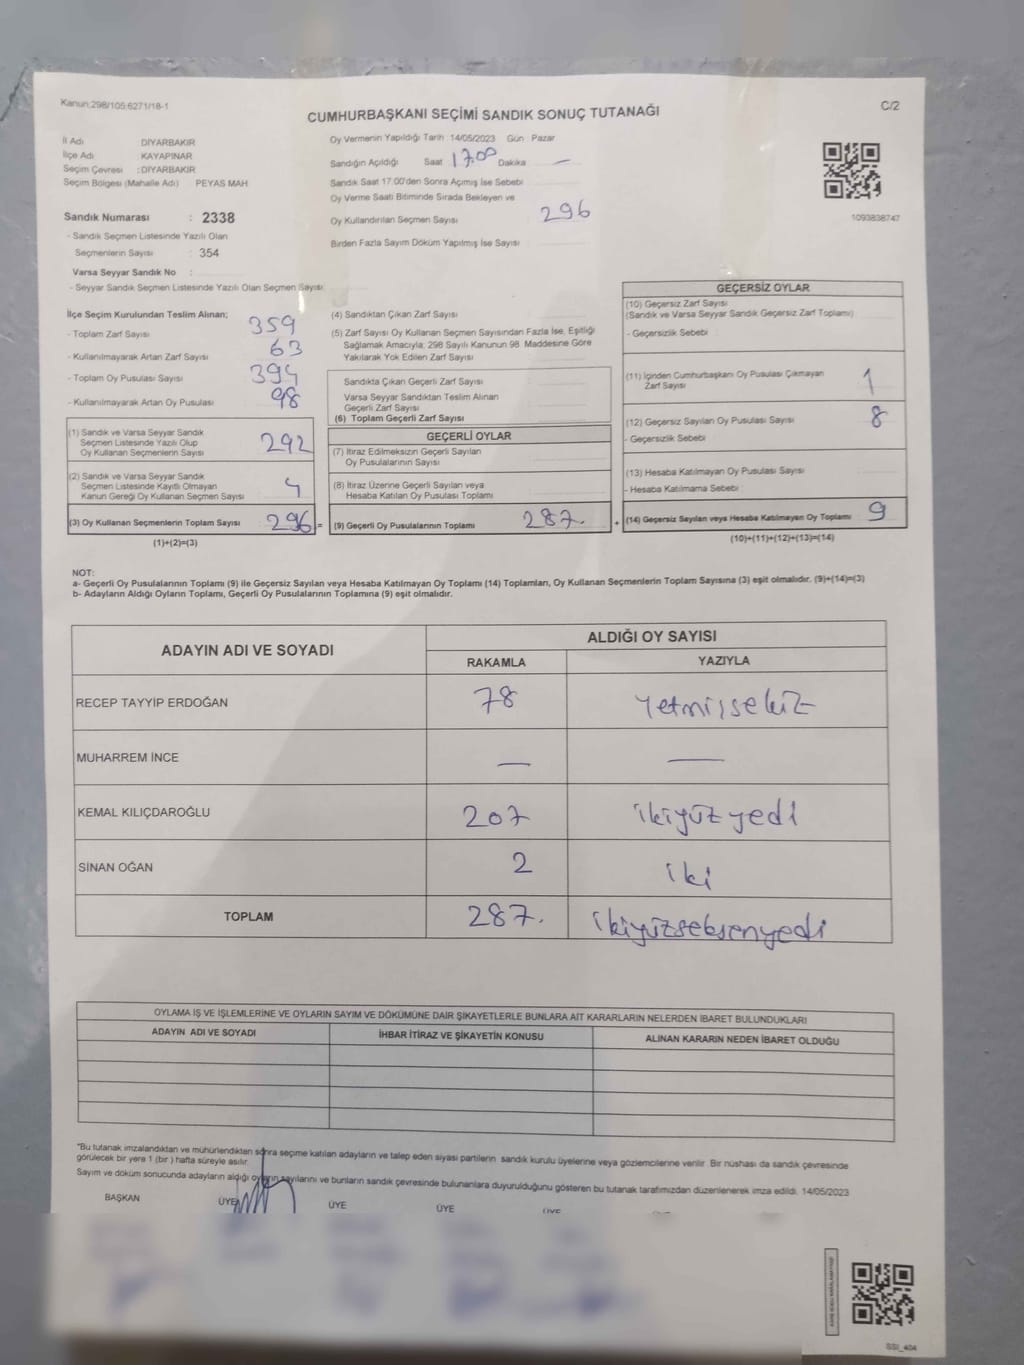 Kanun:298/105:6271/18-1
C/2
CUMHURBAŞKANI SEÇİMİ SANDIK SONUÇ TUTANAĞI
İl Adı DİYARBAKIR
İlçe Adı KAYAPINAR
Seçim Çevresi :DİYARBAKIR
Seçim Bölgesi (Mahalle Adı) PEYAS MAH
Sandık Numarası : 2338
- Sandık Seçmen Listesinde Yazılı Olan
Seçmenlerin Sayısı : 354
Varsa Seyyar Sandık No :
- Seyyar Sandık Seçmen Listesinde Yazılı Olan Seçmen Sayısı:
Oy Vermenin Yapıldığı Tarih : 14/05/2023 Gün : Pazar
Sandığın Açıldığı Saat 17.00 Dakika —
Sandık Saat 17:00'den Sonra Açımış İse Sebebi
Oy Verme Saati Bitiminde Sırada Bekleyen ve
Oy Kullandırılan Seçmen Sayısı 296
Birden Fazla Sayım Döküm Yapılmış İse Sayısı
1093838747
İlçe Seçim Kurulundan Teslim Alınan;
- Toplam Zarf Sayısı 359
- Kullanılmayarak Artan Zarf Sayısı 63
- Toplam Oy Pusulası Sayısı 394
- Kullanılmayarak Artan Oy Pusulası 98
(1) Sandık ve Varsa Seyyar Sandık
Seçmen Listesinde Yazılı Olup
Oy Kullanan Seçmenlerin Sayısı 292
(2) Sandık ve Varsa Seyyar Sandık
Seçmen Listesinde Kayıtlı Olmayan
Kanun Gereği Oy Kullanan Seçmen Sayısı 4
(3) Oy Kullanan Seçmenlerin Toplam Sayısı 296 =
(1)+(2)=(3)
(4) Sandıktan Çıkan Zarf Sayısı
(5) Zarf Sayısı Oy Kullanan Seçmen Sayısından Fazla İse, Eşitliği
Sağlamak Amacıyla; 298 Sayılı Kanunun 98. Maddesine Göre
Yakılarak Yok Edilen Zarf Sayısı
Sandıkta Çıkan Geçerli Zarf Sayısı
Varsa Seyyar Sandıktan Teslim Alınan
Geçerli Zarf Sayısı
(6) Toplam Geçerli Zarf Sayısı
GEÇERLİ OYLAR
(7) İtiraz Edilmeksizin Geçerli Sayılan
Oy Pusulalarının Sayısı
(8) İtiraz Üzerine Geçerli Sayılan veya
Hesaba Katılan Oy Pusulası Toplamı
(9) Geçerli Oy Pusulalarının Toplamı 287. +
GEÇERSİZ OYLAR
(10) Geçersiz Zarf Sayısı
(Sandık ve Varsa Seyyar Sandık Geçersiz Zarf Toplamı)
- Geçersizlik Sebebi
(11) İçinden Cumhurbaşkanı Oy Pusulası Çıkmayan
Zarf Sayısı 1
(12) Geçersiz Sayılan Oy Pusulası Sayısı 8
- Geçersizlik Sebebi
(13) Hesaba Katılmayan Oy Pusulası Sayısı
- Hesaba Katılmama Sebebi :
(14) Geçersiz Sayılan veya Hesaba Katılmayan Oy Toplamı 9
(10)+(11)+(12)+(13)=(14)
NOT:
a- Geçerli Oy Pusulalarının Toplamı (9) ile Geçersiz Sayılan veya Hesaba Katılmayan Oy Toplamı (14) Toplamları, Oy Kullanan Seçmenlerin Toplam Sayısına (3) eşit olmalıdır. (9)+(14)=(3)
b- Adayların Aldığı Oyların Toplamı, Geçerli Oy Pusulalarının Toplamına (9) eşit olmalıdır.
ADAYIN ADI VE SOYADI
ALDIĞI OY SAYISI
RAKAMLA YAZIYLA
RECEP TAYYİP ERDOĞAN 78 Yetmişsekiz
MUHARREM İNCE — —
KEMAL KILIÇDAROĞLU 207 ikiyüzyedi
SİNAN OĞAN 2 iki
TOPLAM 287. ikiyüzseksenyedi
OYLAMA İŞ VE İŞLEMLERİNE VE OYLARIN SAYIM VE DÖKÜMÜNE DAİR ŞİKAYETLERLE BUNLARA AİT KARARLARIN NELERDEN İBARET BULUNDUKLARI
ADAYIN ADI VE SOYADI İHBAR İTİRAZ VE ŞİKAYETİN KONUSU ALINAN KARARIN NEDEN İBARET OLDUĞU
*Bu tutanak imzalandıktan ve mühürlendikten sonra seçime katılan adayların ve talep eden siyasi partilerin sandık kurulu üyelerine veya gözlemcilerine verilir. Bir nüshası da sandık çevresinde
görülecek bir yere 1 (bir) hafta süreyle asılır.
Sayım ve döküm sonucunda adayların aldığı oyların sayılarını ve bunların sandık çevresinde bulunanlara duyurulduğunu gösteren bu tutanak tarafımızdan düzenlenerek imza edildi. 14/05/2023
BAŞKAN ÜYE ÜYE ÜYE ÜYE
SSI_404